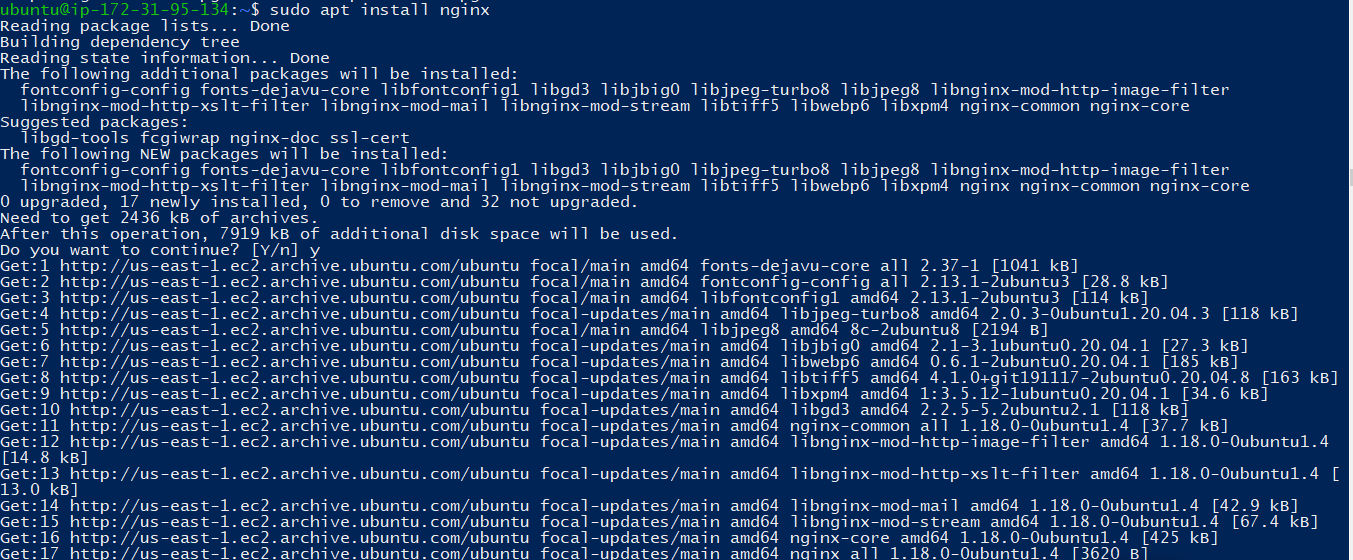 ubuntu@ip-172-31-95-134:~$ sudo apt install nginx
Reading package lists... Done
Building dependency tree
Reading state information... Done
The following additional packages will be installed:
  fontconfig-config fonts-dejavu-core libfontconfig1 libgd3 libjbig0 libjpeg-turbo8 libjpeg8 libnginx-mod-http-image-filter
  libnginx-mod-http-xslt-filter libnginx-mod-mail libnginx-mod-stream libtiff5 libwebp6 libxpm4 nginx-common nginx-core
Suggested packages:
  libgd-tools fcgiwrap nginx-doc ssl-cert
The following NEW packages will be installed:
  fontconfig-config fonts-dejavu-core libfontconfig1 libgd3 libjbig0 libjpeg-turbo8 libjpeg8 libnginx-mod-http-image-filter
  libnginx-mod-http-xslt-filter libnginx-mod-mail libnginx-mod-stream libtiff5 libwebp6 libxpm4 nginx nginx-common nginx-core
0 upgraded, 17 newly installed, 0 to remove and 32 not upgraded.
Need to get 2436 kB of archives.
After this operation, 7919 kB of additional disk space will be used.
Do you want to continue? [Y/n] y
Get:1 http://us-east-1.ec2.archive.ubuntu.com/ubuntu focal/main amd64 fonts-dejavu-core all 2.37-1 [1041 kB]
Get:2 http://us-east-1.ec2.archive.ubuntu.com/ubuntu focal/main amd64 fontconfig-config all 2.13.1-2ubuntu3 [28.8 kB]
Get:3 http://us-east-1.ec2.archive.ubuntu.com/ubuntu focal/main amd64 libfontconfig1 amd64 2.13.1-2ubuntu3 [114 kB]
Get:4 http://us-east-1.ec2.archive.ubuntu.com/ubuntu focal-updates/main amd64 libjpeg-turbo8 amd64 2.0.3-0ubuntu1.20.04.3 [118 kB]
Get:5 http://us-east-1.ec2.archive.ubuntu.com/ubuntu focal/main amd64 libjpeg8 amd64 8c-2ubuntu8 [2194 B]
Get:6 http://us-east-1.ec2.archive.ubuntu.com/ubuntu focal-updates/main amd64 libjbig0 amd64 2.1-3.1ubuntu0.20.04.1 [27.3 kB]
Get:7 http://us-east-1.ec2.archive.ubuntu.com/ubuntu focal-updates/main amd64 libwebp6 amd64 0.6.1-2ubuntu0.20.04.1 [185 kB]
Get:8 http://us-east-1.ec2.archive.ubuntu.com/ubuntu focal-updates/main amd64 libtiff5 amd64 4.1.0+git191117-2ubuntu0.20.04.8 [163 kB]
Get:9 http://us-east-1.ec2.archive.ubuntu.com/ubuntu focal-updates/main amd64 libxpm4 amd64 1:3.5.12-1ubuntu0.20.04.1 [34.6 kB]
Get:10 http://us-east-1.ec2.archive.ubuntu.com/ubuntu focal-updates/main amd64 libgd3 amd64 2.2.5-5.2ubuntu2.1 [118 kB]
Get:11 http://us-east-1.ec2.archive.ubuntu.com/ubuntu focal-updates/main amd64 nginx-common all 1.18.0-0ubuntu1.4 [37.7 kB]
Get:12 http://us-east-1.ec2.archive.ubuntu.com/ubuntu focal-updates/main amd64 libnginx-mod-http-image-filter amd64 1.18.0-0ubuntu1.4
[14.8 kB]
Get:13 http://us-east-1.ec2.archive.ubuntu.com/ubuntu focal-updates/main amd64 libnginx-mod-http-xslt-filter amd64 1.18.0-0ubuntu1.4 [
13.0 kB]
Get:14 http://us-east-1.ec2.archive.ubuntu.com/ubuntu focal-updates/main amd64 libnginx-mod-mail amd64 1.18.0-0ubuntu1.4 [42.9 kB]
Get:15 http://us-east-1.ec2.archive.ubuntu.com/ubuntu focal-updates/main amd64 libnginx-mod-stream amd64 1.18.0-0ubuntu1.4 [67.4 kB]
Get:16 http://us-east-1.ec2.archive.ubuntu.com/ubuntu focal-updates/main amd64 nginx-core amd64 1.18.0-0ubuntu1.4 [425 kB]
Get:17 http://us-east-1.ec2.archive.ubuntu.com/ubuntu focal-updates/main amd64 nginx all 1.18.0-0ubuntu1.4 [3620 B]